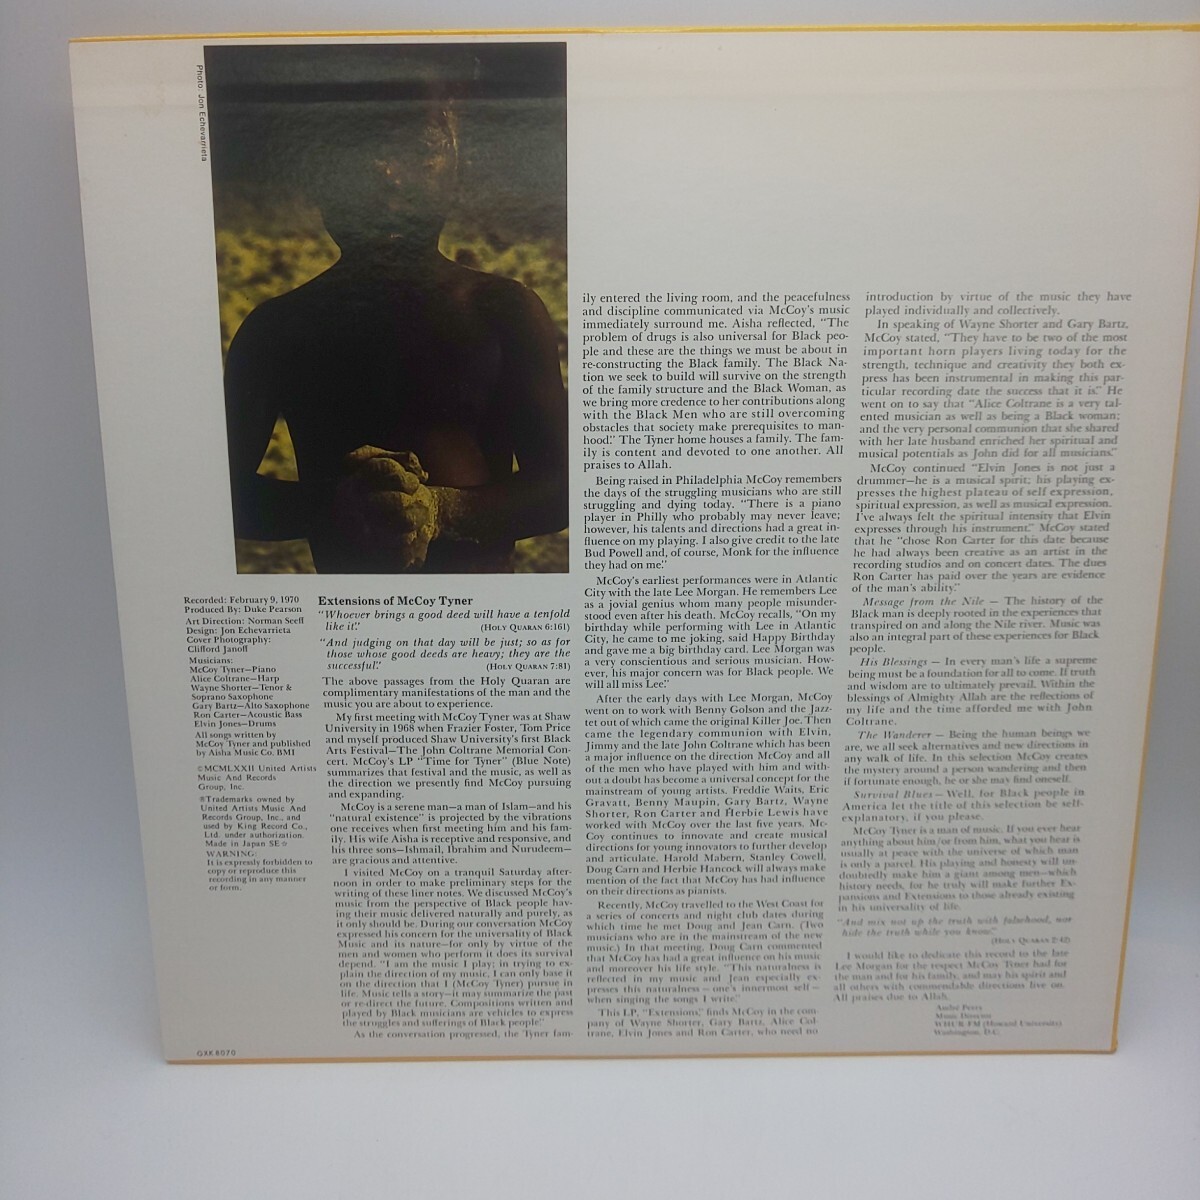 Photo: Jon Echevarrieta
Recorded: February 9, 1970
Produced By: Duke Pearson
Art Direction: Norman Seeff
Design: Jon Echevarrieta
Cover Photography:
Clifford Janoff
Musicians:
McCoy Tyner—Piano
Alice Coltrane—Harp
Wayne Shorter—Tenor &
Soprano Saxophone
Gary Bartz—Alto Saxophone
Ron Carter—Acoustic Bass
Elvin Jones—Drums
All songs written by
McCoy Tyner and published
by Aisha Music Co. BMI
©MCMLXXII United Artists
Music And Records
Group, Inc.
®Trademarks owned by
United Artists Music And
Records Group, Inc., and
used by King Record Co.,
Ltd. under authorization.
Made in Japan SE
WARNING:
It is expressly forbidden to
copy or reproduce this
recording in any manner
or form.
GXK 8070
Extensions of McCoy Tyner
"Whoever brings a good deed will have a tenfold
like it." (HOLY QUARAN 6:161)
"And judging on that day will be just; so as for
those whose good deeds are heavy; they are the
successful." (HOLY QUARAN 7:81)
The above passages from the Holy Quaran are
complimentary manifestations of the man and the
music you are about to experience.
My first meeting with McCoy Tyner was at Shaw
University in 1968 when Frazier Foster, Tom Price
and myself produced Shaw University's first Black
Arts Festival—The John Coltrane Memorial Con-
cert. McCoy's LP "Time for Tyner" (Blue Note)
summarizes that festival and the music, as well as
the direction we presently find McCoy pursuing
and expanding.
McCoy is a serene man—a man of Islam—and his
"natural existence" is projected by the vibrations
one receives when first meeting him and his fam-
ily. His wife Aisha is receptive and responsive, and
his three sons—Ishmail, Ibrahim and Nurudeem—
are gracious and attentive.
I visited McCoy on a tranquil Saturday after-
noon in order to make preliminary steps for the
writing of these liner notes. We discussed McCoy's
music from the perspective of Black people hav-
ing their music delivered naturally and purely, as
it only should be. During our conversation McCoy
expressed his concern for the universality of Black
Music and its nature—for only by virtue of the
men and women who perform it does its survival
depend. "I am the music I play; in trying to ex-
plain the direction of my music, I can only base it
on the direction that I (McCoy Tyner) pursue in
life. Music tells a story—it may summarize the past
or re-direct the future. Compositions written and
played by Black musicians are vehicles to express
the struggles and sufferings of Black people."
As the conversation progressed, the Tyner fam-
ily entered the living room, and the peacefulness
and discipline communicated via McCoy's music
immediately surround me. Aisha reflected, "The
problem of drugs is also universal for Black peo-
ple and these are the things we must be about in
re-constructing the Black family. The Black Na-
tion we seek to build will survive on the strength
of the family structure and the Black Woman, as
we bring more credence to her contributions along
with the Black Men who are still overcoming
obstacles that society make prerequisites to man-
hood." The Tyner home houses a family. The fam-
ily is content and devoted to one another. All
praises to Allah.
Being raised in Philadelphia McCoy remembers
the days of the struggling musicians who are still
struggling and dying today. "There is a piano
player in Philly who probably may never leave;
however, his talents and directions had a great in-
fluence on my playing. I also give credit to the late
Bud Powell and, of course, Monk for the influence
they had on me."
McCoy's earliest performances were in Atlantic
City with the late Lee Morgan. He remembers Lee
as a jovial genius whom many people misunder-
stood even after his death. McCoy recalls, "On my
birthday while performing with Lee in Atlantic
City, he came to me joking, said Happy Birthday
and gave me a big birthday card. Lee Morgan was
a very conscientious and serious musician. How-
ever, his major concern was for Black people. We
will all miss Lee."
After the early days with Lee Morgan, McCoy
went on to work with Benny Golson and the Jazz-
tet out of which came the original Killer Joe. Then
came the legendary communion with Elvin,
Jimmy and the late John Coltrane which has been
a major influence on the direction McCoy and all
of the men who have played with him and with-
out a doubt has become a universal concept for the
mainstream of young artists. Freddie Waits, Eric
Gravatt, Benny Maupin, Gary Bartz, Wayne
Shorter, Ron Carter and Herbie Lewis have
worked with McCoy over the last five years. Mc-
Coy continues to innovate and create musical
directions for young innovators to further develop
and articulate. Harold Mabern, Stanley Cowell,
Doug Carn and Herbie Hancock will always make
mention of the fact that McCoy has had influence
on their directions as pianists.
Recently, McCoy travelled to the West Coast for
a series of concerts and night club dates during
which time he met Doug and Jean Carn. (Two
musicians who are in the mainstream of the new
music.) In that meeting, Doug Carn commented
that McCoy has had a great influence on his music
and moreover his life style. "This naturalness is
reflected in my music and Jean especially ex-
presses this naturalness — one's innermost self —
when singing the songs I write."
This LP, "Extensions," finds McCoy in the com-
pany of Wayne Shorter, Gary Bartz, Alice Col-
trane, Elvin Jones and Ron Carter, who need no
introduction by virtue of the music they have
played individually and collectively.
In speaking of Wayne Shorter and Gary Bartz,
McCoy stated, "They have to be two of the most
important horn players living today for the
strength, technique and creativity they both ex-
press has been instrumental in making this par-
ticular recording date the success that it is." He
went on to say that "Alice Coltrane is a very tal-
ented musician as well as being a Black woman;
and the very personal communion that she shared
with her late husband enriched her spiritual and
musical potentials as John did for all musicians."
McCoy continued "Elvin Jones is not just a
drummer—he is a musical spirit; his playing ex-
presses the highest plateau of self expression,
spiritual expression, as well as musical expression.
I've always felt the spiritual intensity that Elvin
expresses through his instrument." McCoy stated
that he "chose Ron Carter for this date because
he had always been creative as an artist in the
recording studios and on concert dates. The dues
Ron Carter has paid over the years are evidence
of the man's ability."
Message from the Nile — The history of the
Black man is deeply rooted in the experiences that
transpired on and along the Nile river. Music was
also an integral part of these experiences for Black
people.
His Blessings — In every man's life a supreme
being must be a foundation for all to come. If truth
and wisdom are to ultimately prevail. Within the
blessings of Almighty Allah are the reflections of
my life and the time afforded me with John
Coltrane.
The Wanderer — Being the human beings we
are, we all seek alternatives and new directions in
any walk of life. In this selection McCoy creates
the mystery around a person wandering and then
if fortunate enough, he or she may find oneself.
Survival Blues — Well, for Black people in
America let the title of this selection be self-
explanatory, if you please.
McCoy Tyner is a man of music. If you ever hear
anything about him/or from him, what you hear is
usually at peace with the universe of which man
is only a parcel. His playing and honesty will un-
doubtedly make him a giant among men—which
history needs, for he truly will make further Ex-
pansions and Extensions to those already existing
in his universality of life.
"And mix not up the truth with falsehood, nor
hide the truth while you know."
(HOLY QUARAN 2:42)
I would like to dedicate this record to the late
Lee Morgan for the respect McCoy Tyner had for
the man and for his family, and may his spirit and
all others with commendable directions live on.
All praises due to Allah.
André Perry
Music Director
WHUR-FM (Howard University)
Washington, D.C.